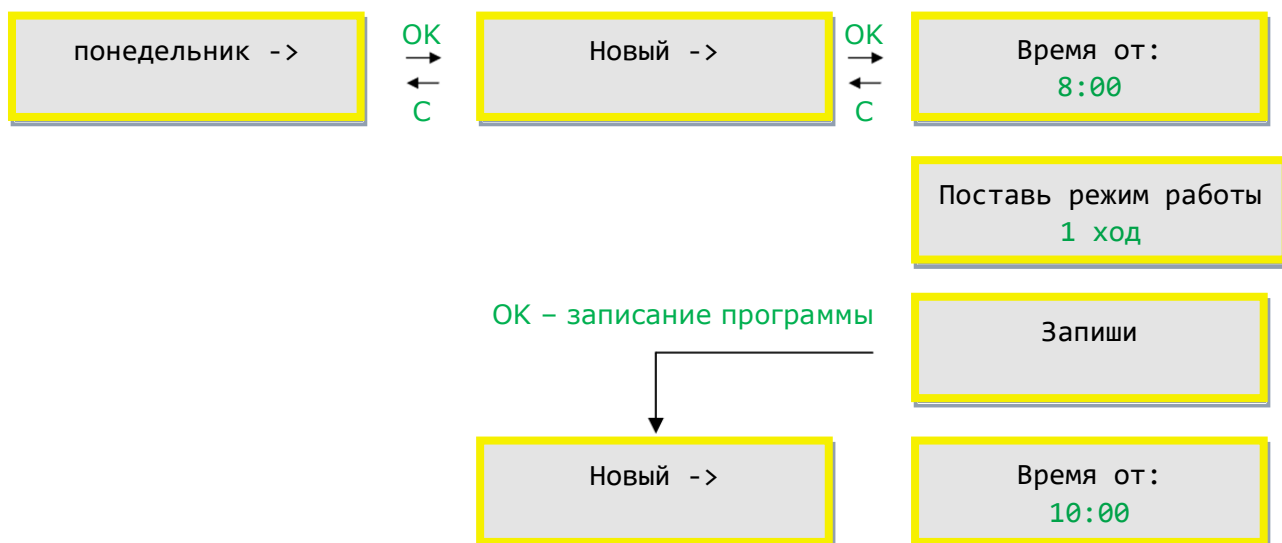 понедельник ->
OK
C
Новый ->
OK
C
Время от:
8:00
Поставь режим работы
1 ход
OK – записание программы
Запиши
Новый ->
Время от:
10:00